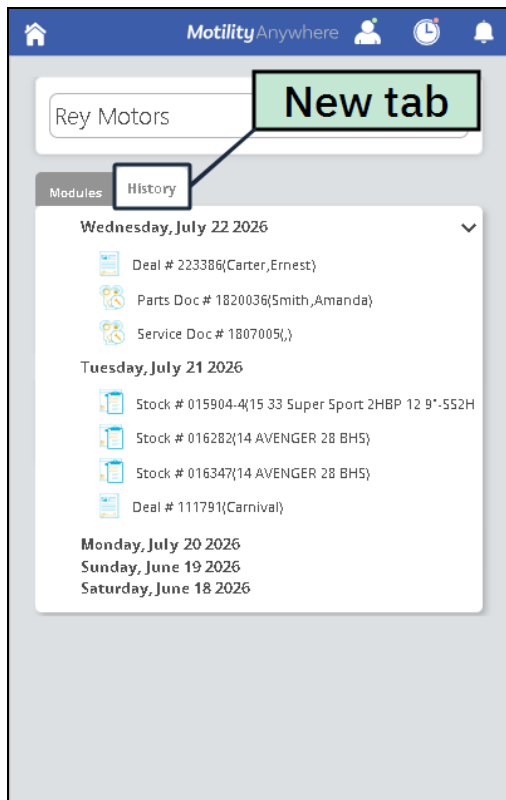 MotilityAnywhere
Rey Motors
New tab
Modules
History
Wednesday, July 22 2026
Deal # 223386(Carter,Ernest)
Parts Doc # 1820036(Smith,Amanda)
Service Doc # 1807005(,)
Tuesday, July 21 2026
Stock # 015904-4(15 33 Super Sport 2HBP 12 9"-SS2H
Stock # 016282(14 AVENGER 28 BHS)
Stock # 016347(14 AVENGER 28 BHS)
Deal # 111791(Carnival)
Monday, July 20 2026
Sunday, June 19 2026
Saturday, June 18 2026